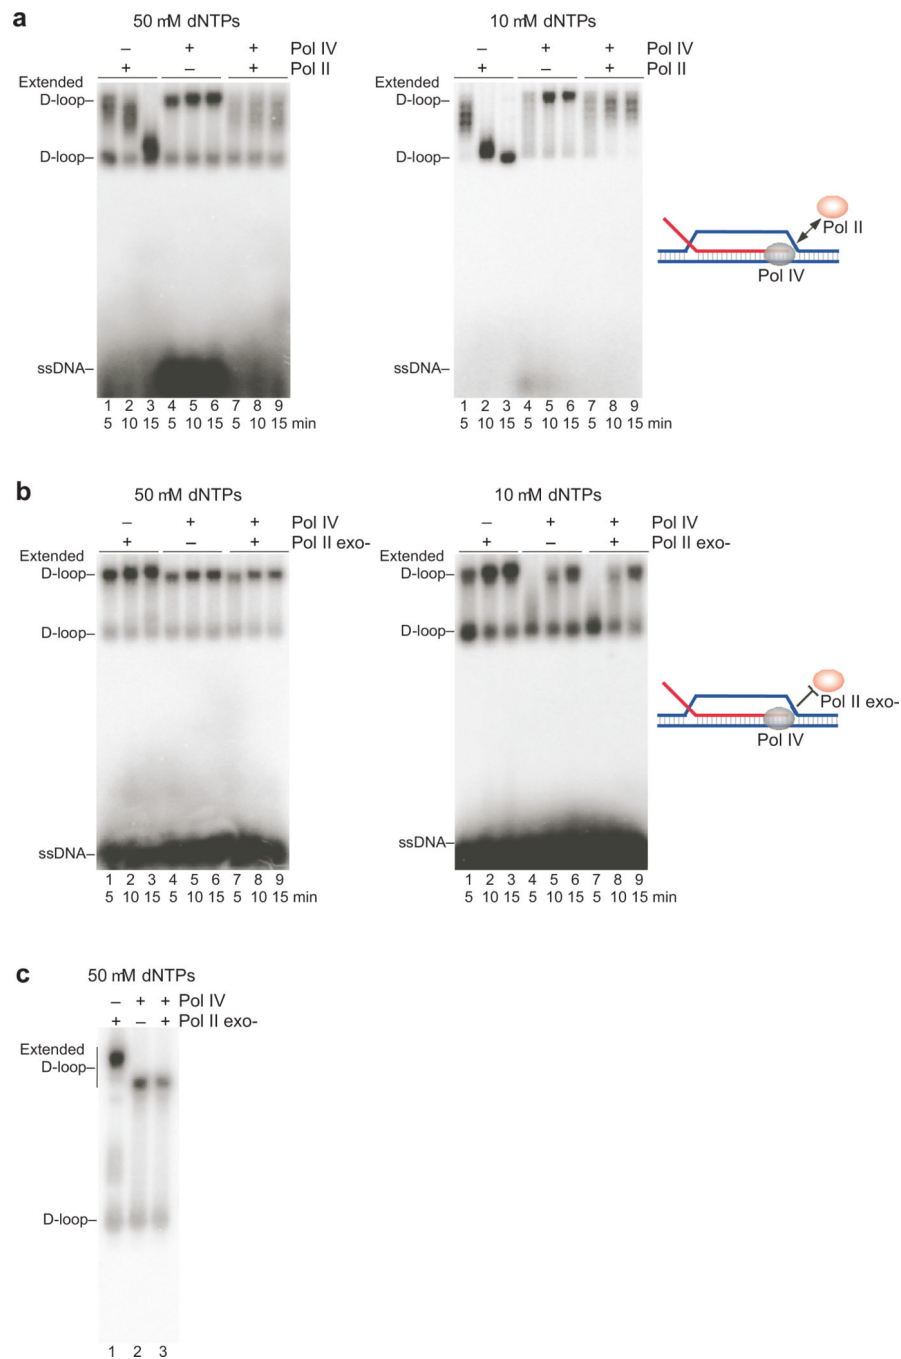 a
50 mM dNTPs
– + + Pol IV
+ – + Pol II
Extended
D-loop–
D-loop–
ssDNA–
1 2 3 4 5 6 7 8 9
5 10 15 5 10 15 5 10 15 min
10 mM dNTPs
– + + Pol IV
+ – + Pol II
Extended
D-loop–
D-loop–
ssDNA–
1 2 3 4 5 6 7 8 9
5 10 15 5 10 15 5 10 15 min
Pol II
Pol IV
b
50 mM dNTPs
– + + Pol IV
+ – + Pol II exo-
Extended
D-loop–
D-loop–
ssDNA–
1 2 3 4 5 6 7 8 9
5 10 15 5 10 15 5 10 15 min
10 mM dNTPs
– + + Pol IV
+ – + Pol II exo-
Extended
D-loop–
D-loop–
ssDNA–
1 2 3 4 5 6 7 8 9
5 10 15 5 10 15 5 10 15 min
Pol II exo-
Pol IV
c
50 mM dNTPs
– + + Pol IV
+ – + Pol II exo-
Extended
D-loop–
D-loop–
1 2 3